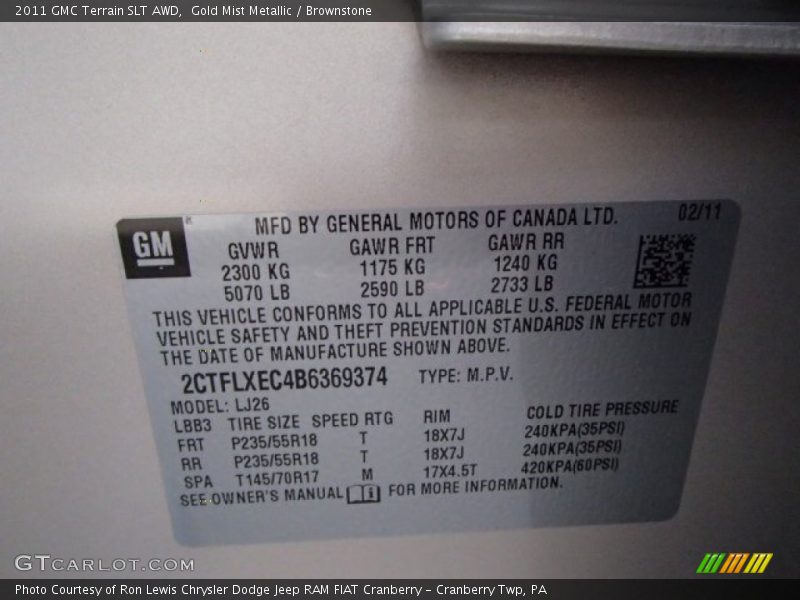 2011 GMC Terrain SLT AWD,  Gold Mist Metallic / Brownstone
MFD BY GENERAL MOTORS OF CANADA LTD. 02/11
GM
GVWR GAWR FRT GAWR RR
2300 KG 1175 KG 1240 KG
5070 LB 2590 LB 2733 LB
THIS VEHICLE CONFORMS TO ALL APPLICABLE U.S. FEDERAL MOTOR
VEHICLE SAFETY AND THEFT PREVENTION STANDARDS IN EFFECT ON
THE DATE OF MANUFACTURE SHOWN ABOVE.
2CTFLXEC4B6369374 TYPE: M.P.V.
MODEL: LJ26
LBB3 TIRE SIZE SPEED RTG RIM COLD TIRE PRESSURE
FRT P235/55R18 T 18X7J 240KPA(35PSI)
RR P235/55R18 T 18X7J 240KPA(35PSI)
SPA T145/70R17 M 17X4.5T 420KPA(60PSI)
SEE OWNER'S MANUAL FOR MORE INFORMATION.
GTCARLOT.COM
Photo Courtesy of Ron Lewis Chrysler Dodge Jeep RAM FIAT Cranberry – Cranberry Twp, PA